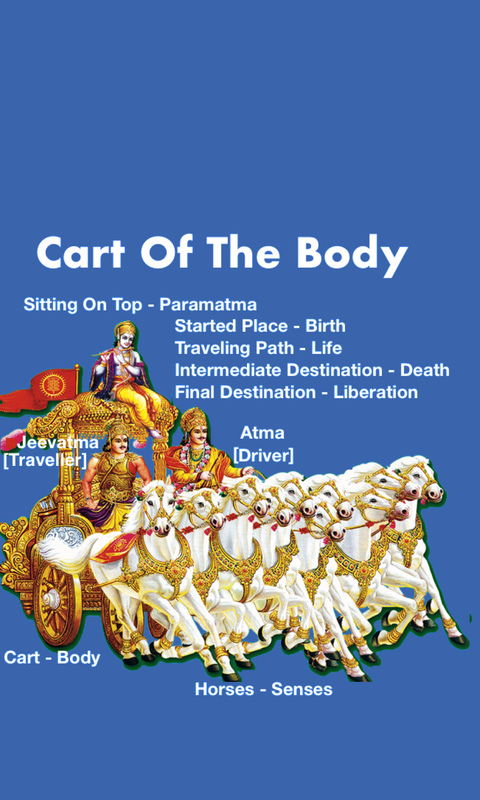 Cart Of The Body
Sitting On Top - Paramatma
Started Place - Birth
Traveling Path - Life
Intermediate Destination - Death
Final Destination - Liberation
Jeevatma
[Traveller]
Atma
[Driver]
Cart - Body
Horses - Senses